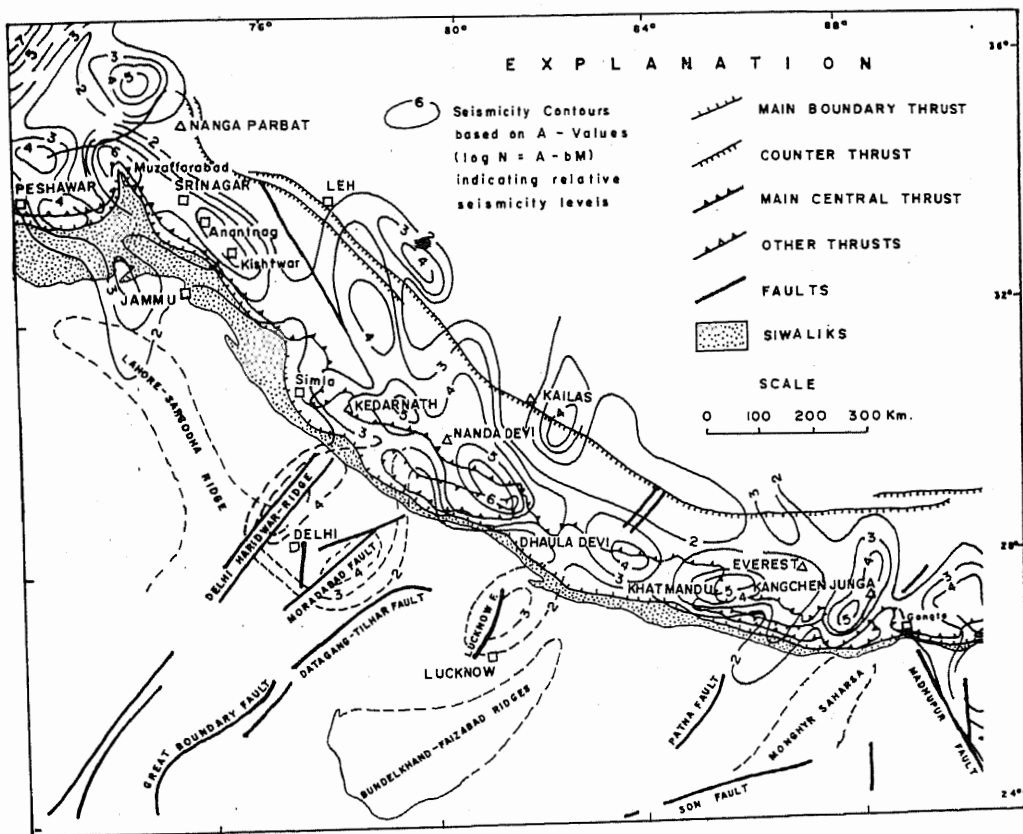 76°
80°
84°
88°
36°
32°
28°
24°
EXPLANATION
6
Seismicity Contours
based on A - Values
(log N = A - bM)
indicating relative
seismicity levels
MAIN BOUNDARY THRUST
COUNTER THRUST
MAIN CENTRAL THRUST
OTHER THRUSTS
FAULTS
SIWALIKS
SCALE
0 100 200 300 Km.
NANGA PARBAT
Muzaffarabad
PESHAWAR
SRINAGAR
LEH
Anantnag
Kishtwar
JAMMU
LAHORE-SARGODHA RIDGE
Simla
KEDARNATH
NANDA DEVI
KAILAS
DELHI HARIDWAR-RIDGE
DELHI
MORADABAD FAULT
DATAGANG-TILHAR FAULT
GREAT BOUNDARY FAULT
LUCKNOW F.
LUCKNOW
BUNDELKHAND-FAIZABAD RIDGES
DHAULA DEVI
KHATMANDU
EVEREST
KANGCHENJUNGA
PATNA FAULT
MONGHYR SAHARSA
MADHUPUR FAULT
SON FAULT